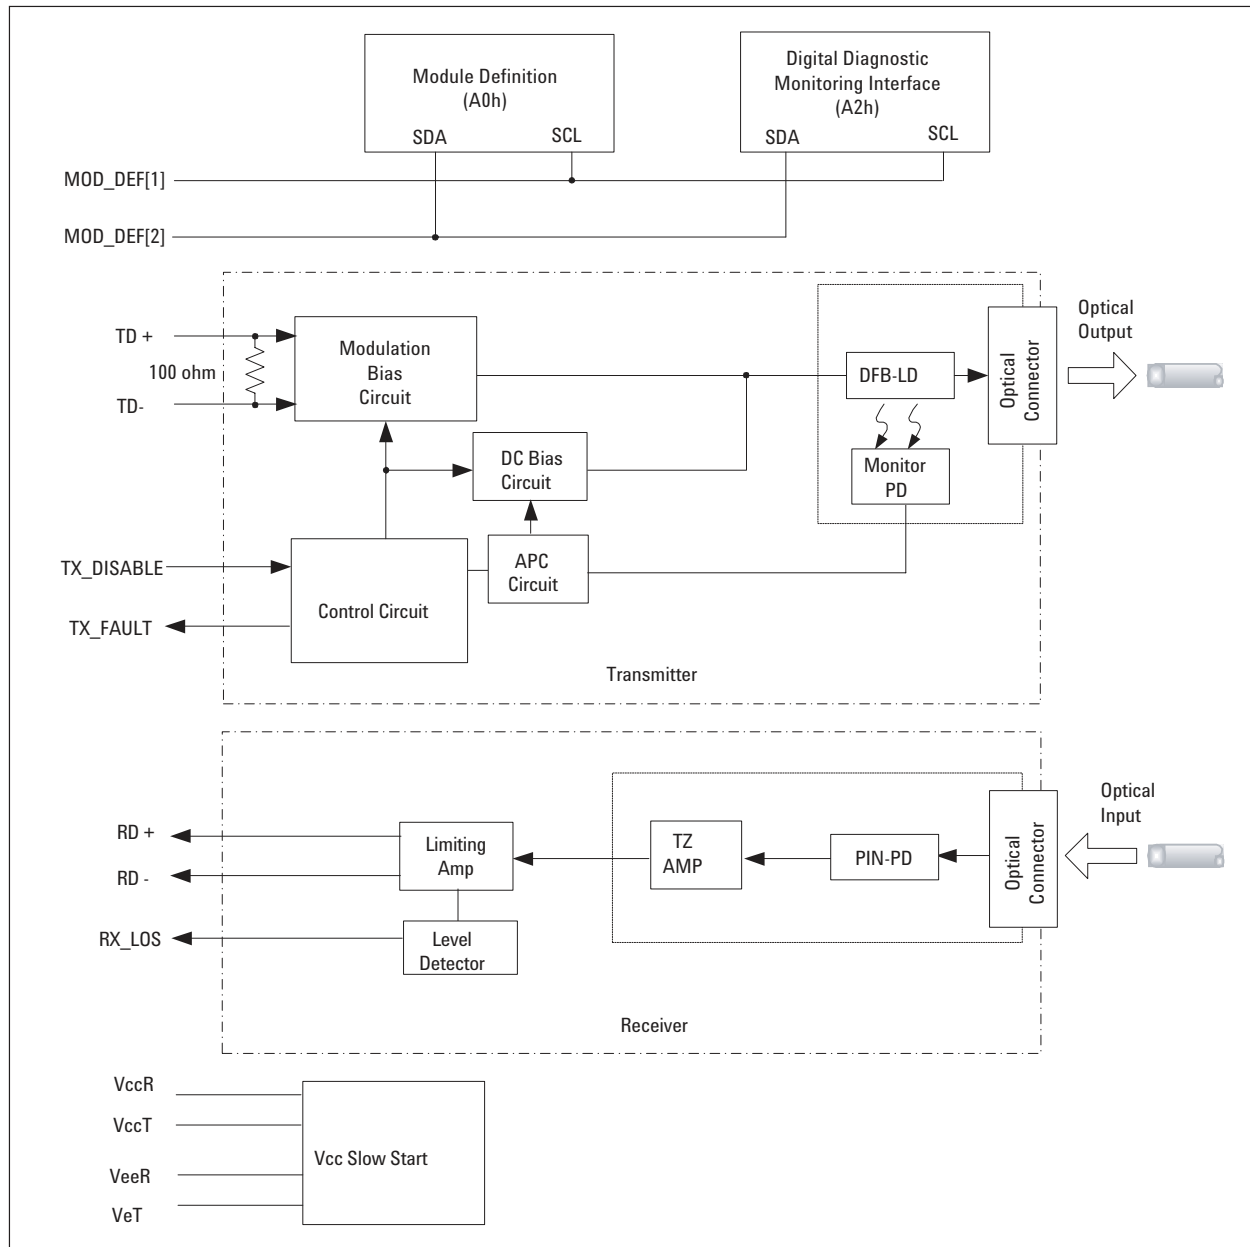 Module Definition
(A0h)
SDA
SCL
Digital Diagnostic
Monitoring Interface
(A2h)
SDA
SCL
MOD_DEF[1]
MOD_DEF[2]
TD +
100 ohm
TD-
Modulation
Bias
Circuit
DC Bias
Circuit
DFB-LD
Monitor
PD
Optical
Connector
Optical
Output
TX_DISABLE
TX_FAULT
Control Circuit
APC
Circuit
Transmitter
RD +
RD -
RX_LOS
Limiting
Amp
Level
Detector
TZ
AMP
PIN-PD
Optical
Connector
Optical
Input
Receiver
VccR
VccT
VeeR
VeT
Vcc Slow Start